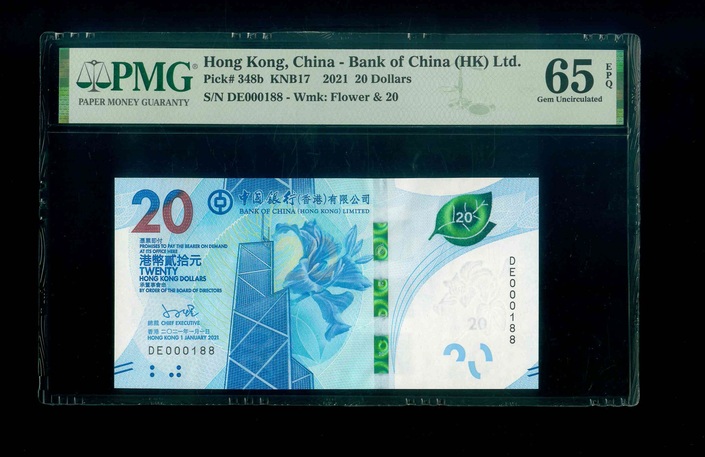 PMG®
PAPER MONEY GUARANTY
Hong Kong, China - Bank of China (HK) Ltd.
Pick# 348b KNB17 2021 20 Dollars
S/N DE000188 - Wmk: Flower & 20
65 EPQ
Gem Uncirculated
20
中國銀行(香港)有限公司
BANK OF CHINA (HONG KONG) LIMITED
憑票即付
PROMISES TO PAY THE BEARER ON DEMAND
AT ITS OFFICE HERE
港幣貳拾元
TWENTY
HONG KONG DOLLARS
承董事會命
BY ORDER OF THE BOARD OF DIRECTORS
總裁 CHIEF EXECUTIVE
香港 二〇二一年一月一日
HONG KONG 1 JANUARY 2021
DE000188
20
DE000188
20